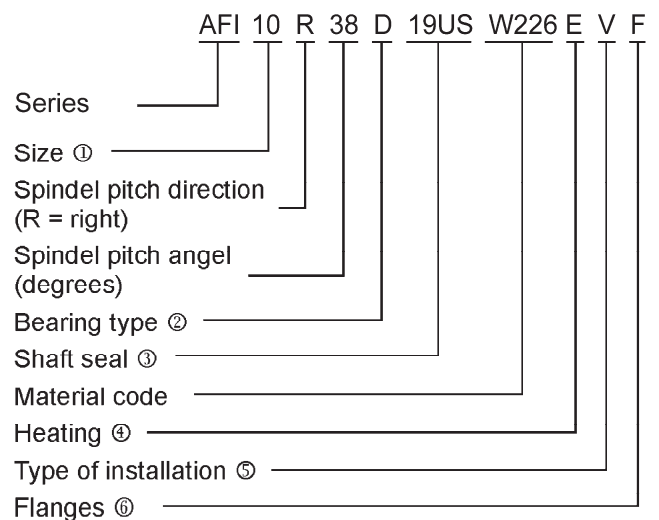 AFI 10 R 38 D 19US W226 E V F
Series
Size ①
Spindel pitch direction
(R = right)
Spindel pitch angel
(degrees)
Bearing type ②
Shaft seal ③
Material code
Heating ④
Type of installation ⑤
Flanges ⑥